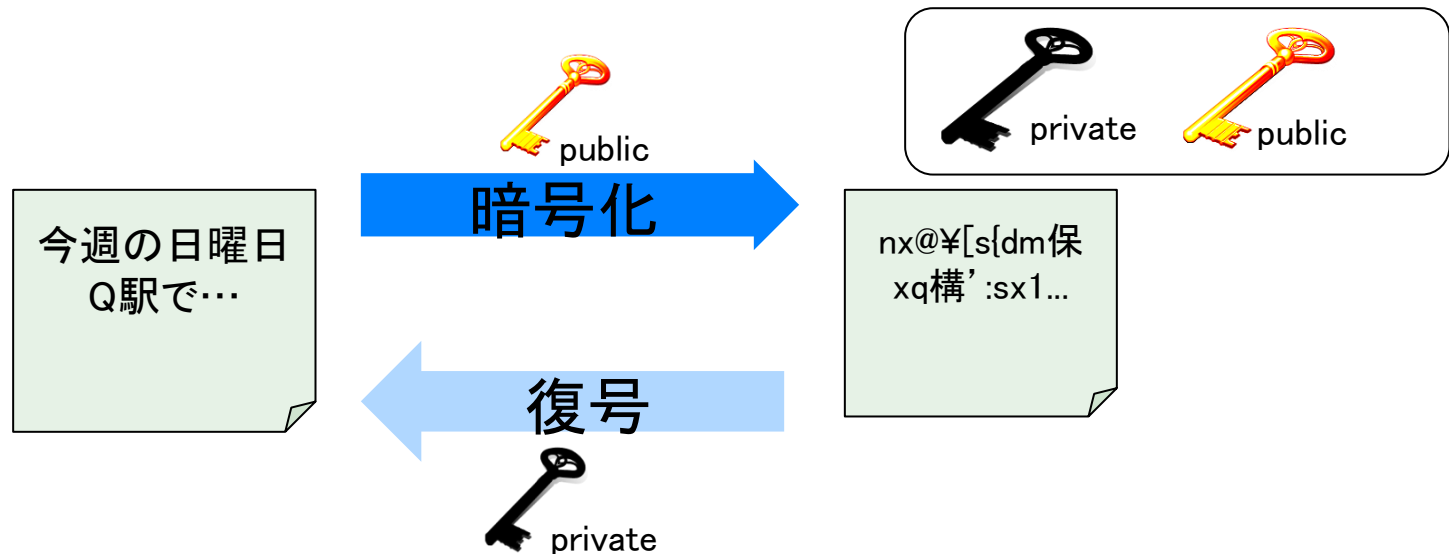 private
public
public
暗号化
今週の日曜日
Q駅で…
nx@¥[s{dm保
xq構’:sx1...
復号
private